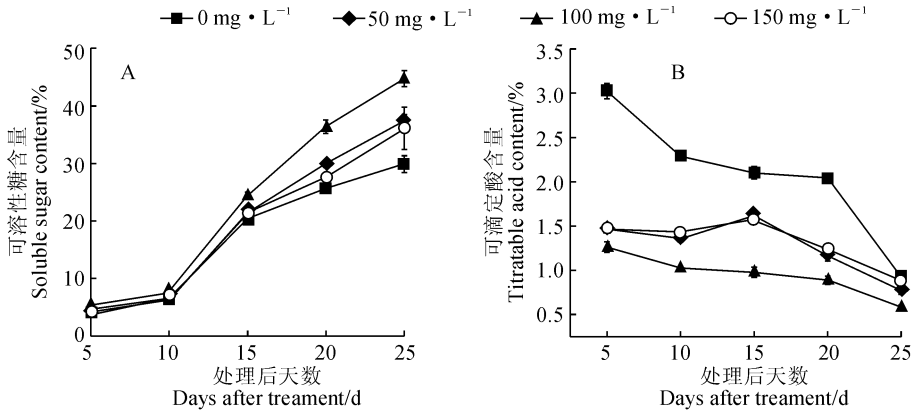 0 mg·L⁻¹ 50 mg·L⁻¹ 100 mg·L⁻¹ 150 mg·L⁻¹
A
50
40
30
20
10
0
可溶性糖含量
Soluble sugar content/%
5 10 15 20 25
处理后天数
Days after treament/d
B
3.5
3.0
2.5
2.0
1.5
1.0
0.5
可滴定酸含量
Titratable acid content/%
5 10 15 20 25
处理后天数
Days after treament/d